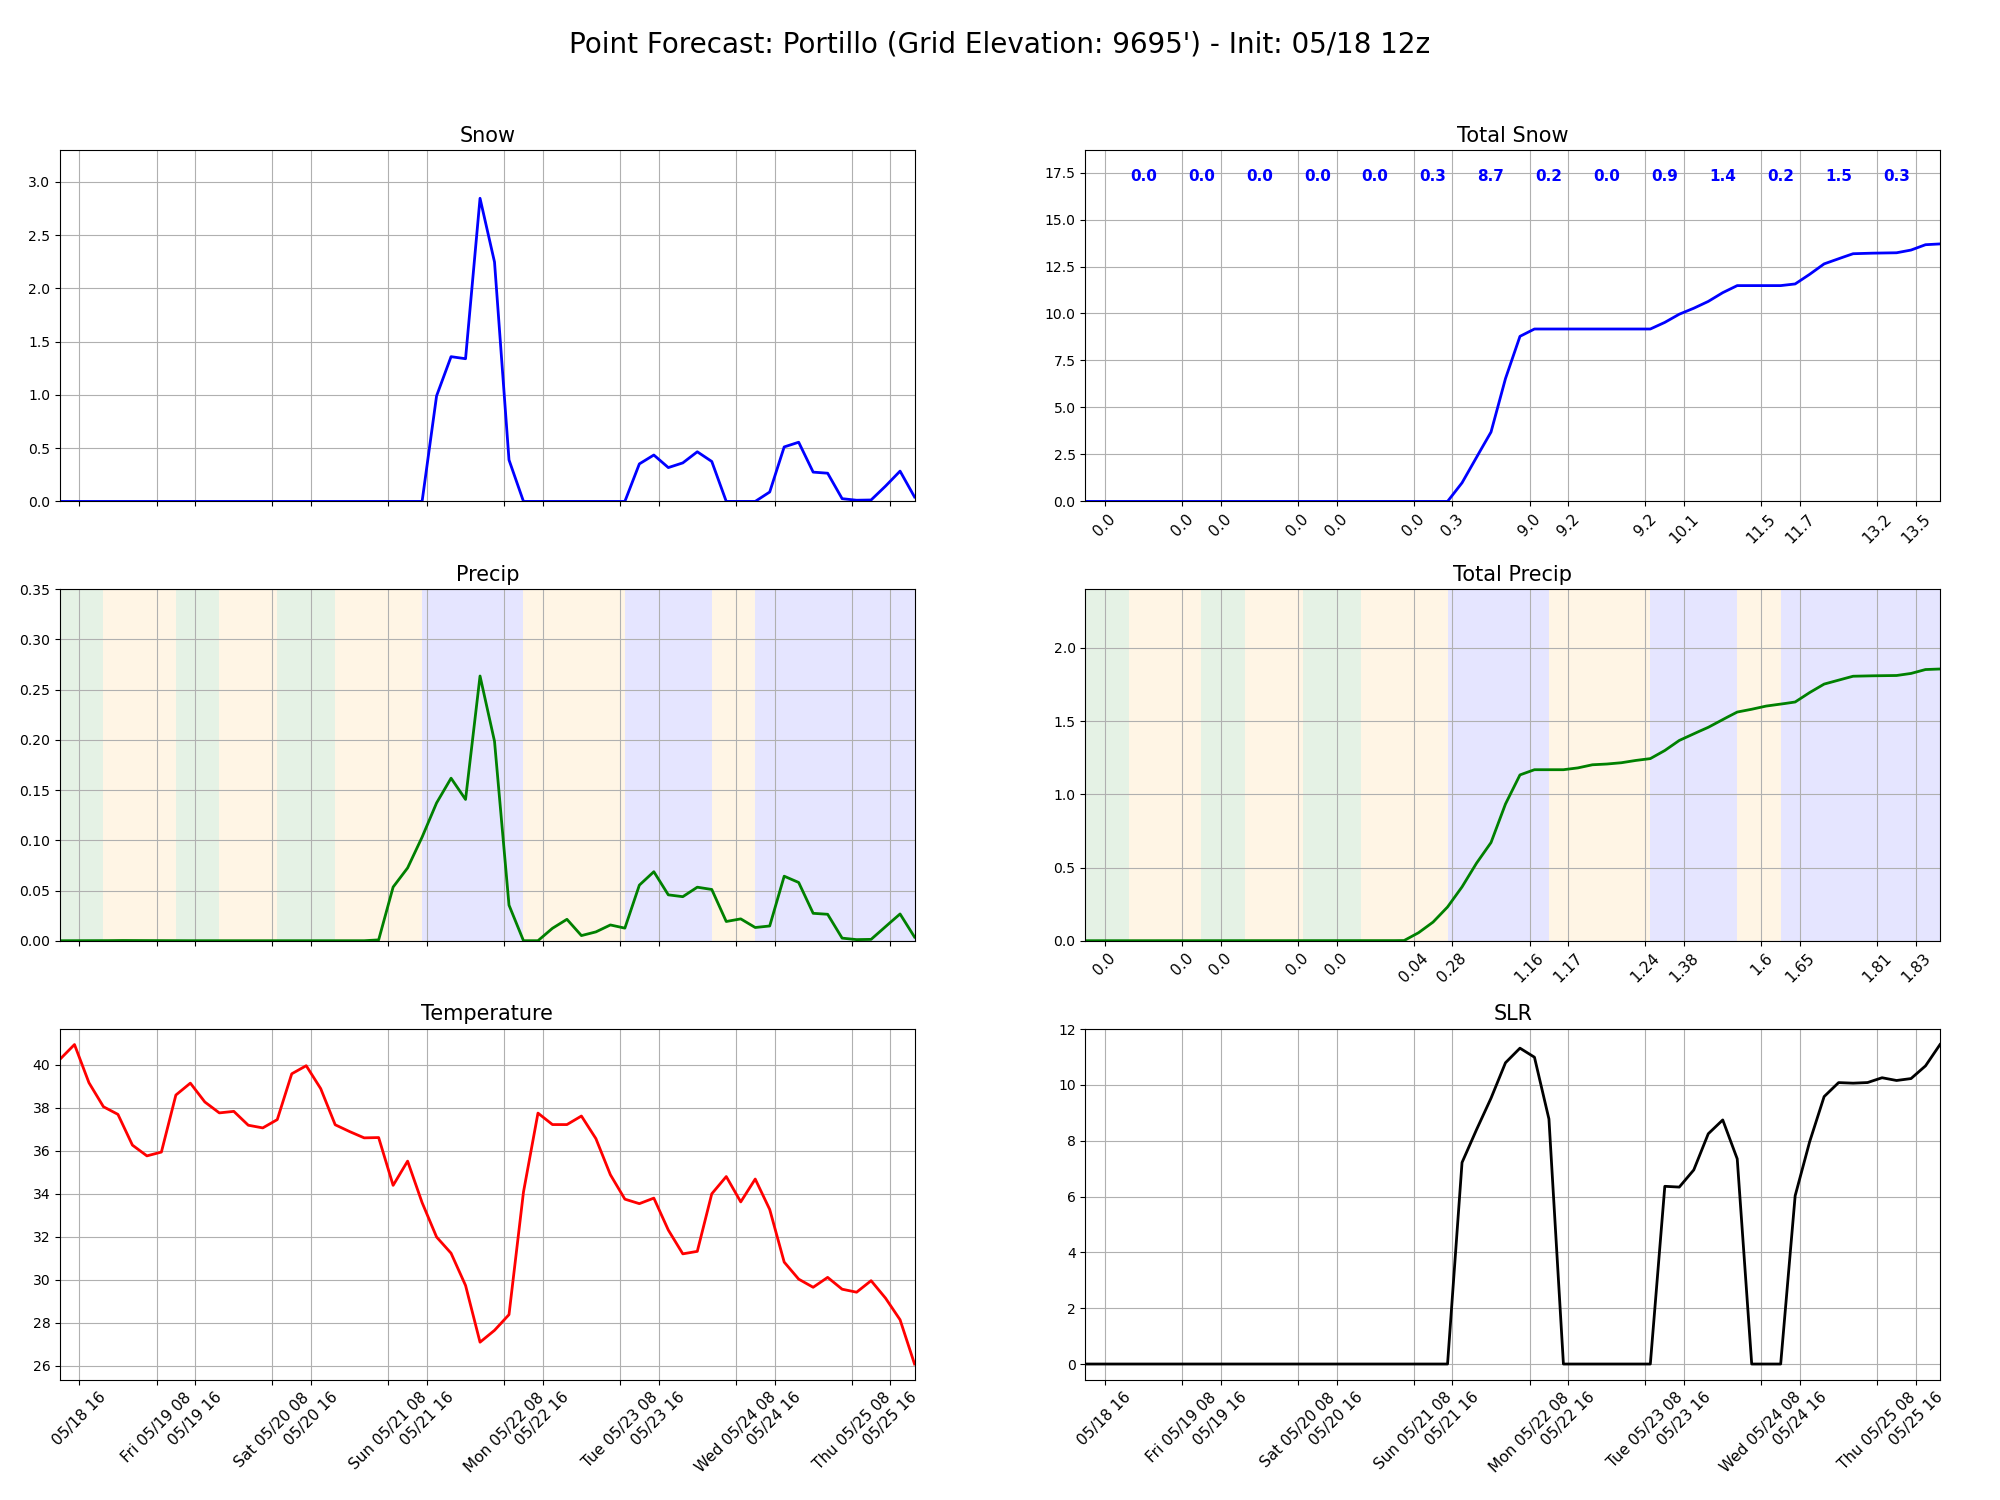 Point Forecast: Portillo (Grid Elevation: 9695') - Init: 05/18 12z
Snow
3.0
2.5
2.0
1.5
1.0
0.5
0.0
Total Snow
17.5
15.0
12.5
10.0
7.5
5.0
2.5
0.0
0.0 0.0 0.0 0.0 0.0 0.3 8.7 0.2 0.0 0.9 1.4 0.2 1.5 0.3
0.0 0.0 0.0 0.0 0.0 0.0 0.3 9.0 9.2 9.2 10.1 11.5 11.7 13.2 13.5
Precip
0.35
0.30
0.25
0.20
0.15
0.10
0.05
0.00
Total Precip
2.0
1.5
1.0
0.5
0.0
0.0 0.0 0.0 0.0 0.0 0.04 0.28 1.16 1.17 1.24 1.38 1.6 1.65 1.81 1.83
Temperature
40
38
36
34
32
30
28
26
05/18 16
Fri 05/19 08
05/19 16
Sat 05/20 08
05/20 16
Sun 05/21 08
05/21 16
Mon 05/22 08
05/22 16
Tue 05/23 08
05/23 16
Wed 05/24 08
05/24 16
Thu 05/25 08
05/25 16
SLR
12
10
8
6
4
2
0
05/18 16
Fri 05/19 08
05/19 16
Sat 05/20 08
05/20 16
Sun 05/21 08
05/21 16
Mon 05/22 08
05/22 16
Tue 05/23 08
05/23 16
Wed 05/24 08
05/24 16
Thu 05/25 08
05/25 16